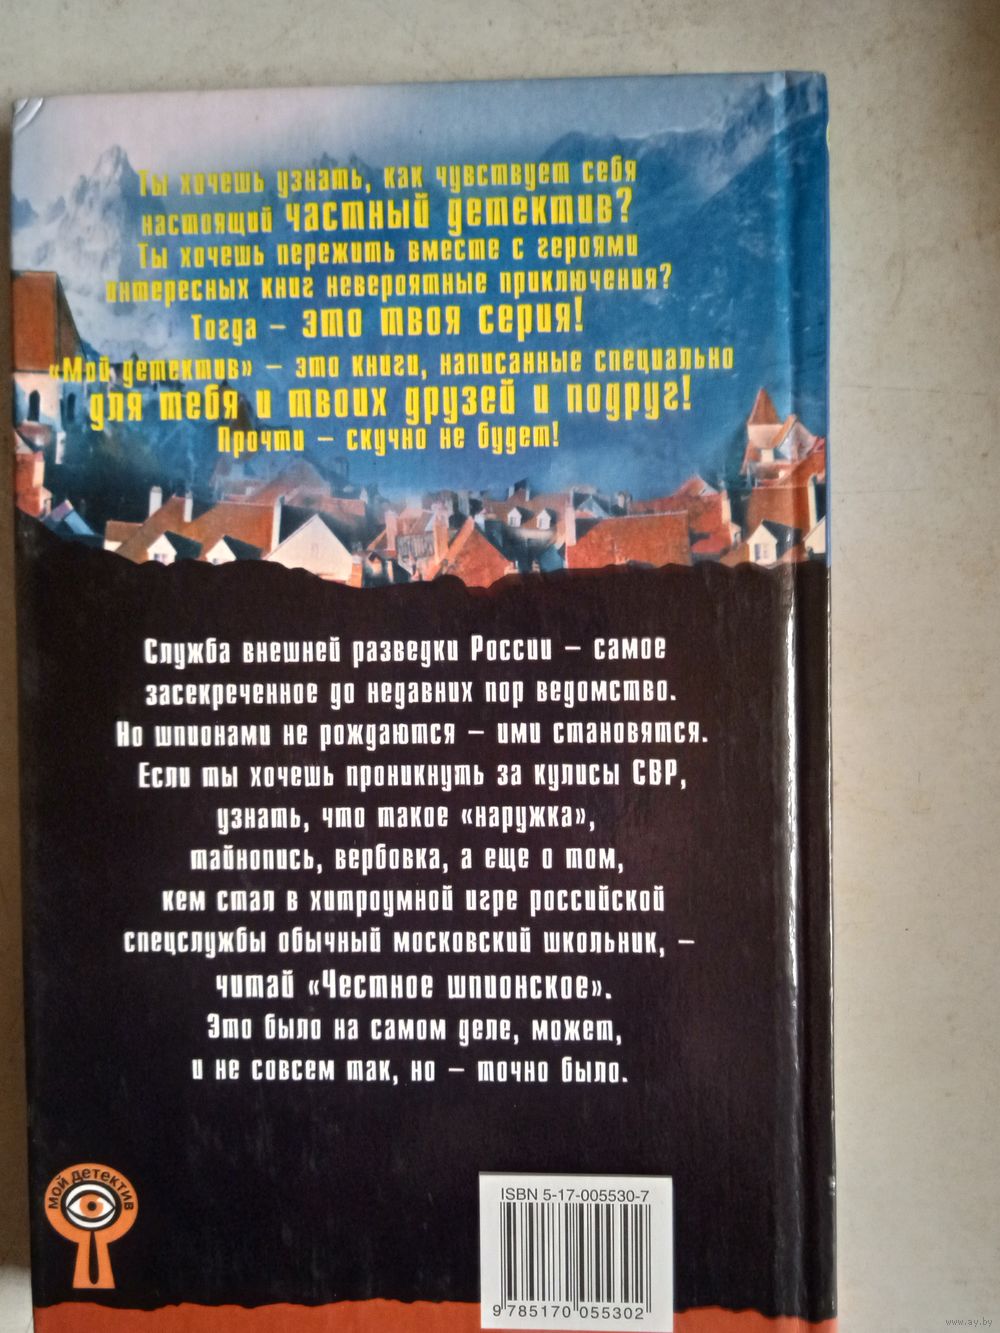 Ты хочешь узнать, как чувствует себя
настоящий частный детектив?
Ты хочешь пережить вместе с героями
интересных книг невероятные приключения?
Тогда – это твоя серия!
«Мой детектив» – это книги, написанные специально
для тебя и твоих друзей и подруг!
Прочти – скучно не будет!
Служба внешней разведки России – самое
засекреченное до недавних пор ведомство.
Но шпионами не рождаются – ими становятся.
Если ты хочешь проникнуть за кулисы СВР,
узнать, что такое «наружка»,
тайнопись, вербовка, а еще о том,
кем стал в хитроумной игре российской
спецслужбы обычный московский школьник, –
читай «Честное шпионское».
Это было на самом деле, может,
и не совсем так, но – точно было.
мой детектив
ISBN 5-17-005530-7
9 785170 055302
www.ay.by